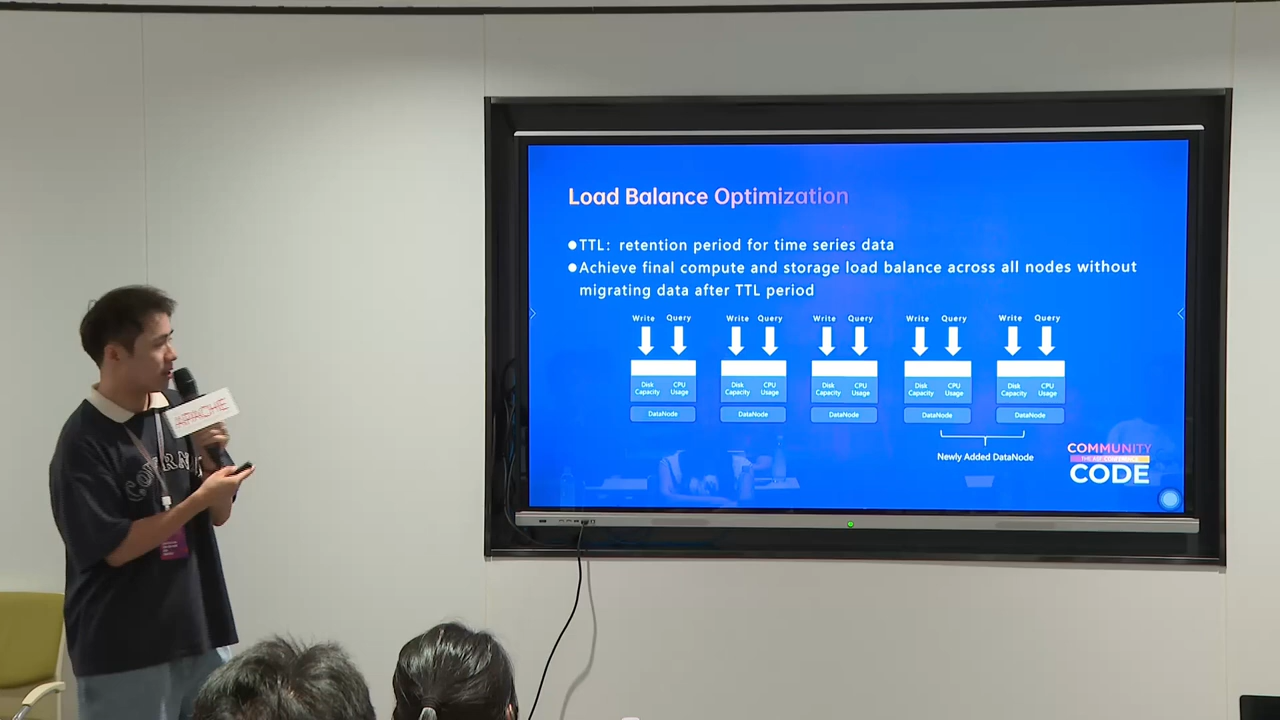 Load Balance Optimization
●TTL: retention period for time series data
●Achieve final compute and storage load balance across all nodes without
migrating data after TTL period
Write Query Write Query Write Query Write Query Write Query
Disk Capacity CPU Usage Disk Capacity CPU Usage Disk Capacity CPU Usage Disk Capacity CPU Usage Disk Capacity CPU Usage
DataNode DataNode DataNode DataNode DataNode
Newly Added DataNode
COMMUNITY
THE ASF CONFERENCE
CODE
APACHE